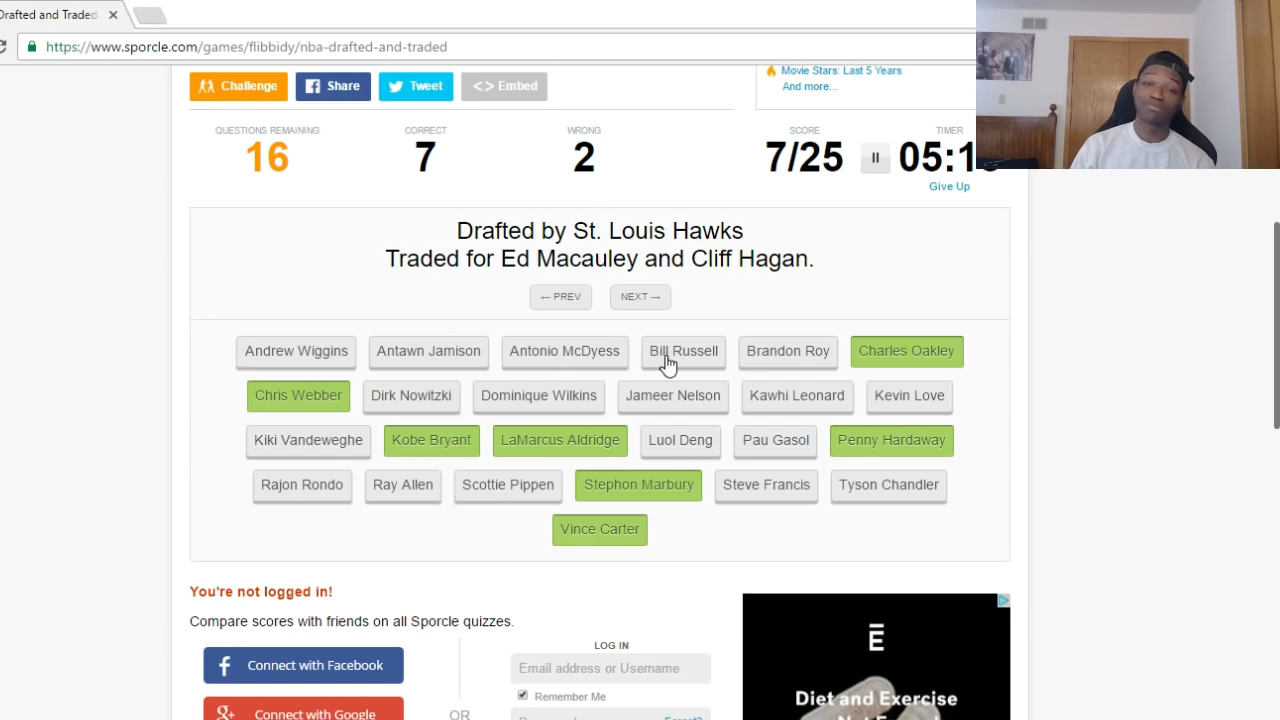 Drafted and Traded
https://www.sporcle.com/games/flibbidy/nba-drafted-and-traded
Challenge
Share
Tweet
<> Embed
Movie Stars: Last 5 Years
And more...
QUESTIONS REMAINING
16
CORRECT
7
WRONG
2
SCORE
7/25
TIMER
05:1
Give Up
Drafted by St. Louis Hawks
Traded for Ed Macauley and Cliff Hagan.
← PREV
NEXT →
Andrew Wiggins
Antawn Jamison
Antonio McDyess
Bill Russell
Brandon Roy
Charles Oakley
Chris Webber
Dirk Nowitzki
Dominique Wilkins
Jameer Nelson
Kawhi Leonard
Kevin Love
Kiki Vandeweghe
Kobe Bryant
LaMarcus Aldridge
Luol Deng
Pau Gasol
Penny Hardaway
Rajon Rondo
Ray Allen
Scottie Pippen
Stephon Marbury
Steve Francis
Tyson Chandler
Vince Carter
You're not logged in!
Compare scores with friends on all Sporcle quizzes.
Connect with Facebook
Connect with Google
OR
LOG IN
Email address or Username
Remember Me
Diet and Exercise